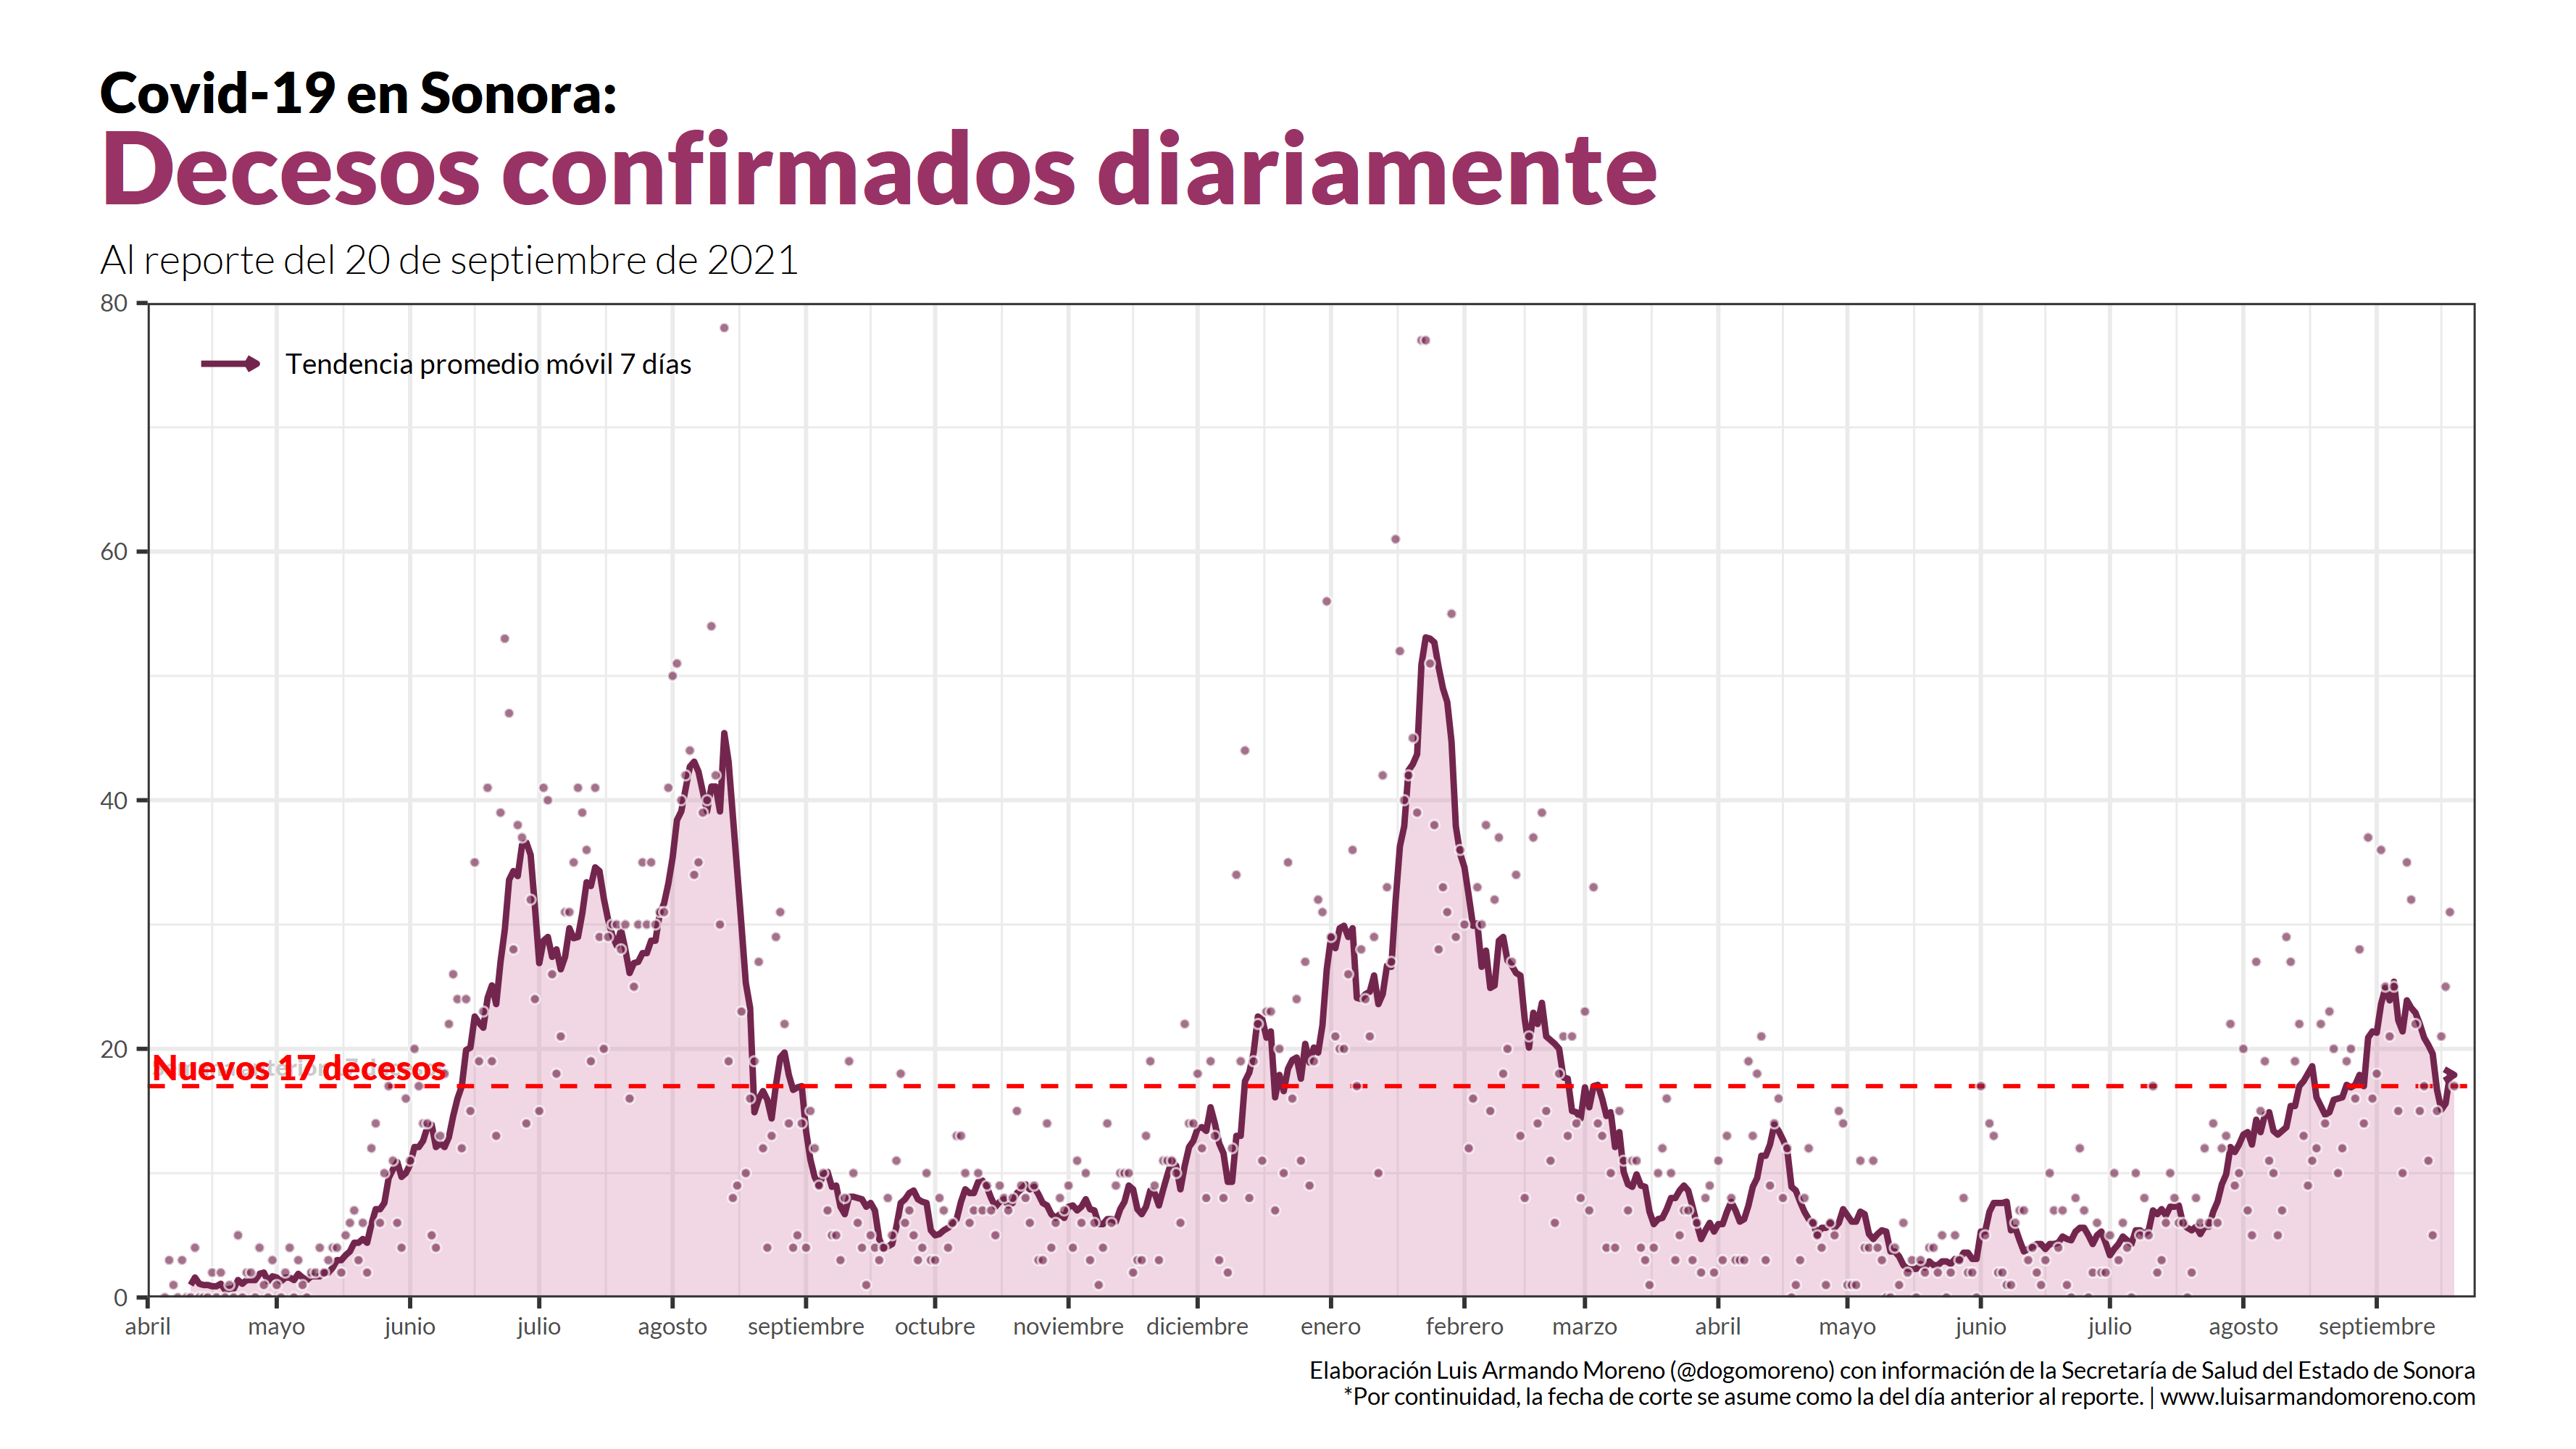 Covid-19 en Sonora:
Decesos confirmados diariamente
Al reporte del 20 de septiembre de 2021
80
Tendencia promedio móvil 7 días
60
40
20
Nuevos 17 decesos
0
abril mayo junio julio agosto septiembre octubre noviembre diciembre enero febrero marzo abril mayo junio julio agosto septiembre
Elaboración Luis Armando Moreno (@dogomoreno) con información de la Secretaría de Salud del Estado de Sonora
*Por continuidad, la fecha de corte se asume como la del día anterior al reporte. | www.luisarmandomoreno.com